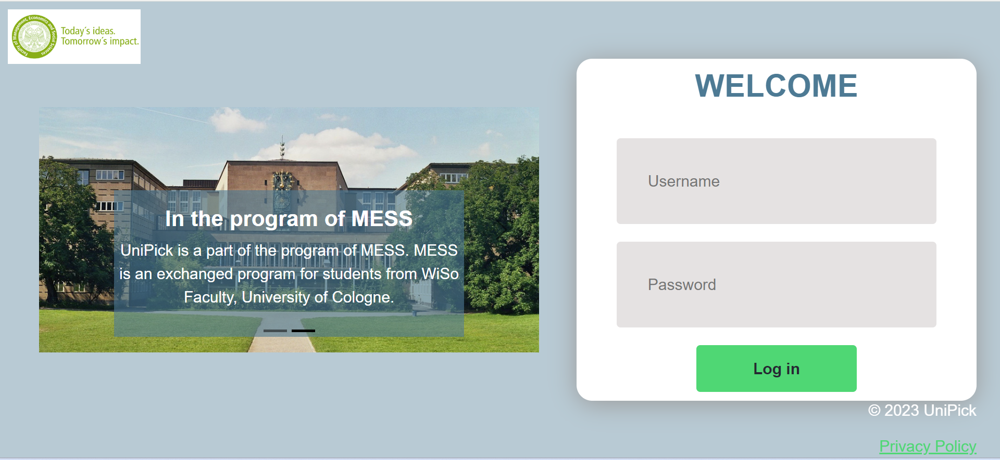 Faculty of Management, Economics and Social Sciences
Today´s ideas.
Tomorrow´s impact.
In the program of MESS
UniPick is a part of the program of MESS. MESS
is an exchanged program for students from WiSo
Faculty, University of Cologne.
WELCOME
Username
Password
Log in
© 2023 UniPick
Privacy Policy